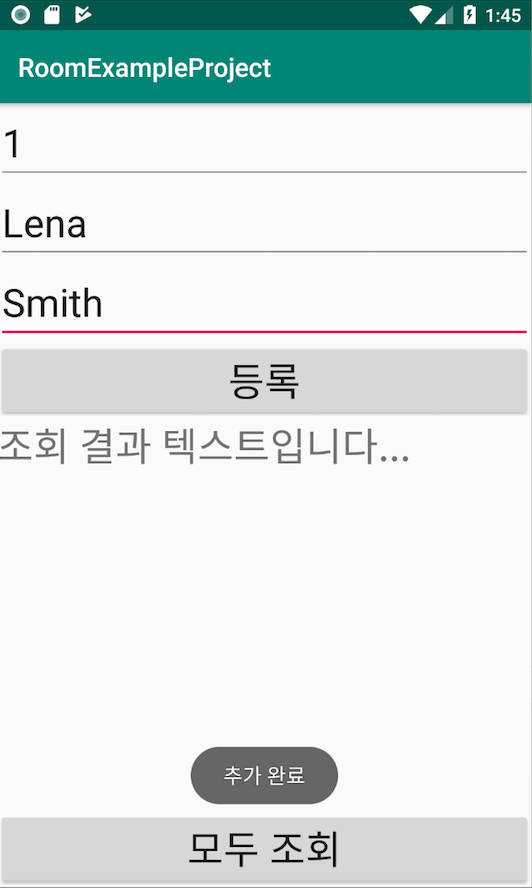 1:45
RoomExampleProject
1
Lena
Smith
등록
조회 결과 텍스트입니다...
추가 완료
모두 조회